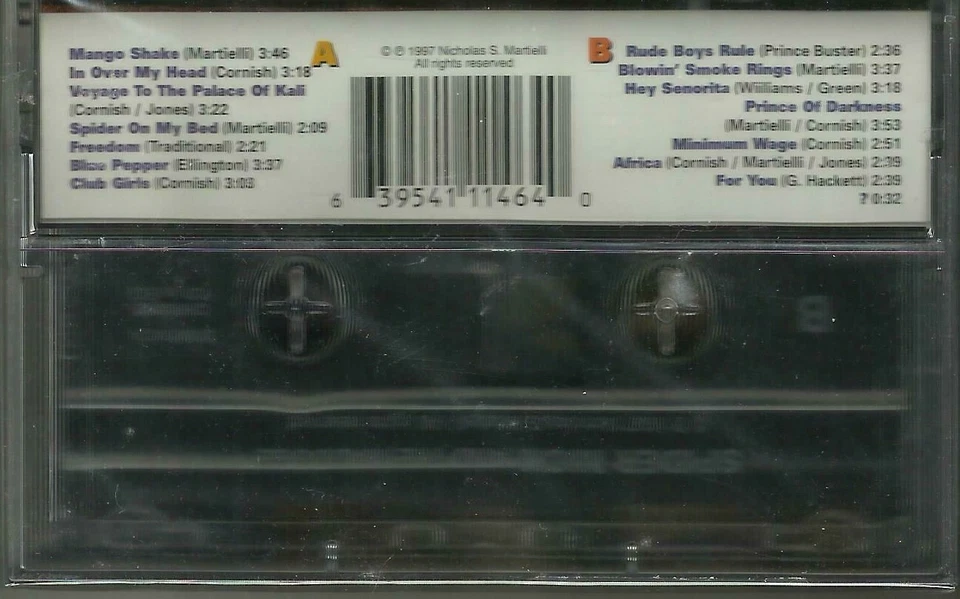 Mango Shake (Martielli) 3:46
In Over My Head (Cornish) 3:18
Voyage To The Palace Of Kali
(Cornish / Jones) 3:22
Spider On My Bed (Martielli) 2:09
Freedom (Traditional) 2:21
Blue Pepper (Ellington) 3:37
Club Girls (Cornish) 3:03
A
© ℗ 1997 Nicholas S. Martielli
All rights reserved
6 39541 11464 0
B
Rude Boys Rule (Prince Buster) 2:36
Blowin' Smoke Rings (Martielli) 3:37
Hey Senorita (Williams / Green) 3:18
Prince Of Darkness
(Martielli / Cornish) 3:53
Minimum Wage (Cornish) 2:51
Africa (Cornish / Martielli / Jones) 2:39
For You (G. Hackett) 2:39
? 0:32
B